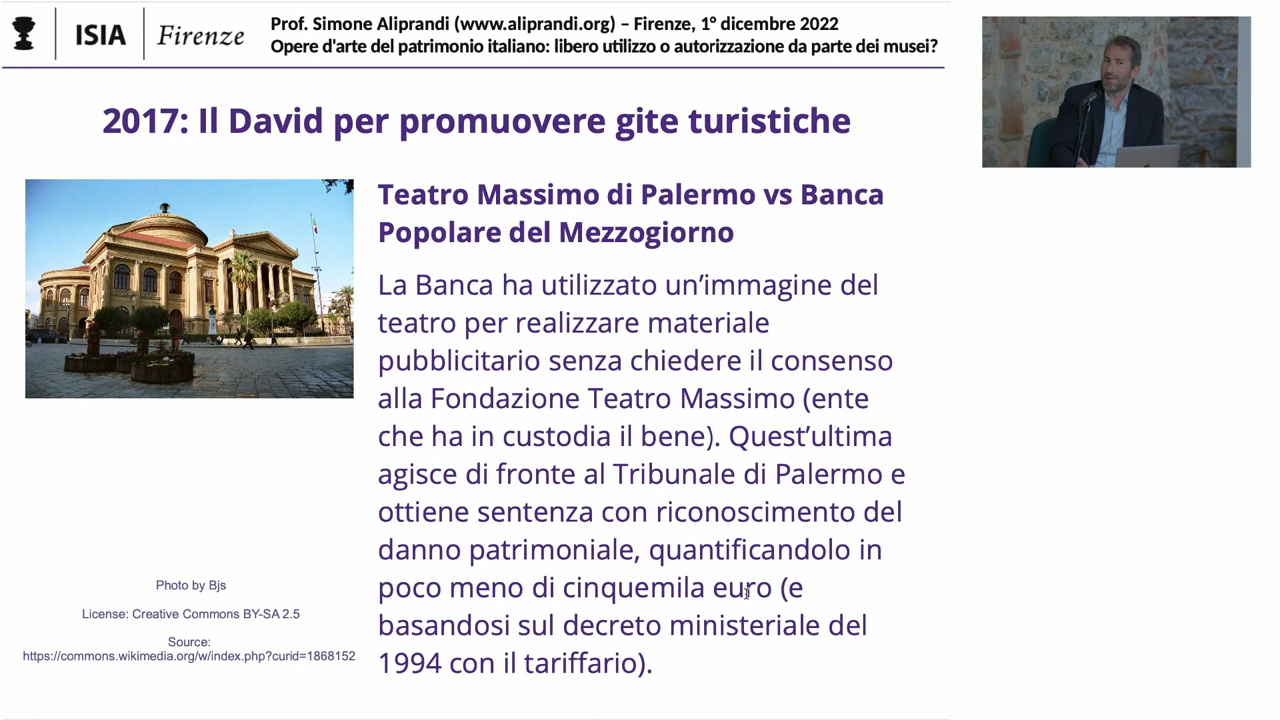 ISIA
Firenze
Prof. Simone Aliprandi (www.aliprandi.org) – Firenze, 1° dicembre 2022
Opere d'arte del patrimonio italiano: libero utilizzo o autorizzazione da parte dei musei?
2017: Il David per promuovere gite turistiche
Teatro Massimo di Palermo vs Banca
Popolare del Mezzogiorno
La Banca ha utilizzato un’immagine del
teatro per realizzare materiale
pubblicitario senza chiedere il consenso
alla Fondazione Teatro Massimo (ente
che ha in custodia il bene). Quest’ultima
agisce di fronte al Tribunale di Palermo e
ottiene sentenza con riconoscimento del
danno patrimoniale, quantificandolo in
poco meno di cinquemila euro (e
basandosi sul decreto ministeriale del
1994 con il tariffario).
Photo by Bjs
License: Creative Commons BY-SA 2.5
Source:
https://commons.wikimedia.org/w/index.php?curid=1868152